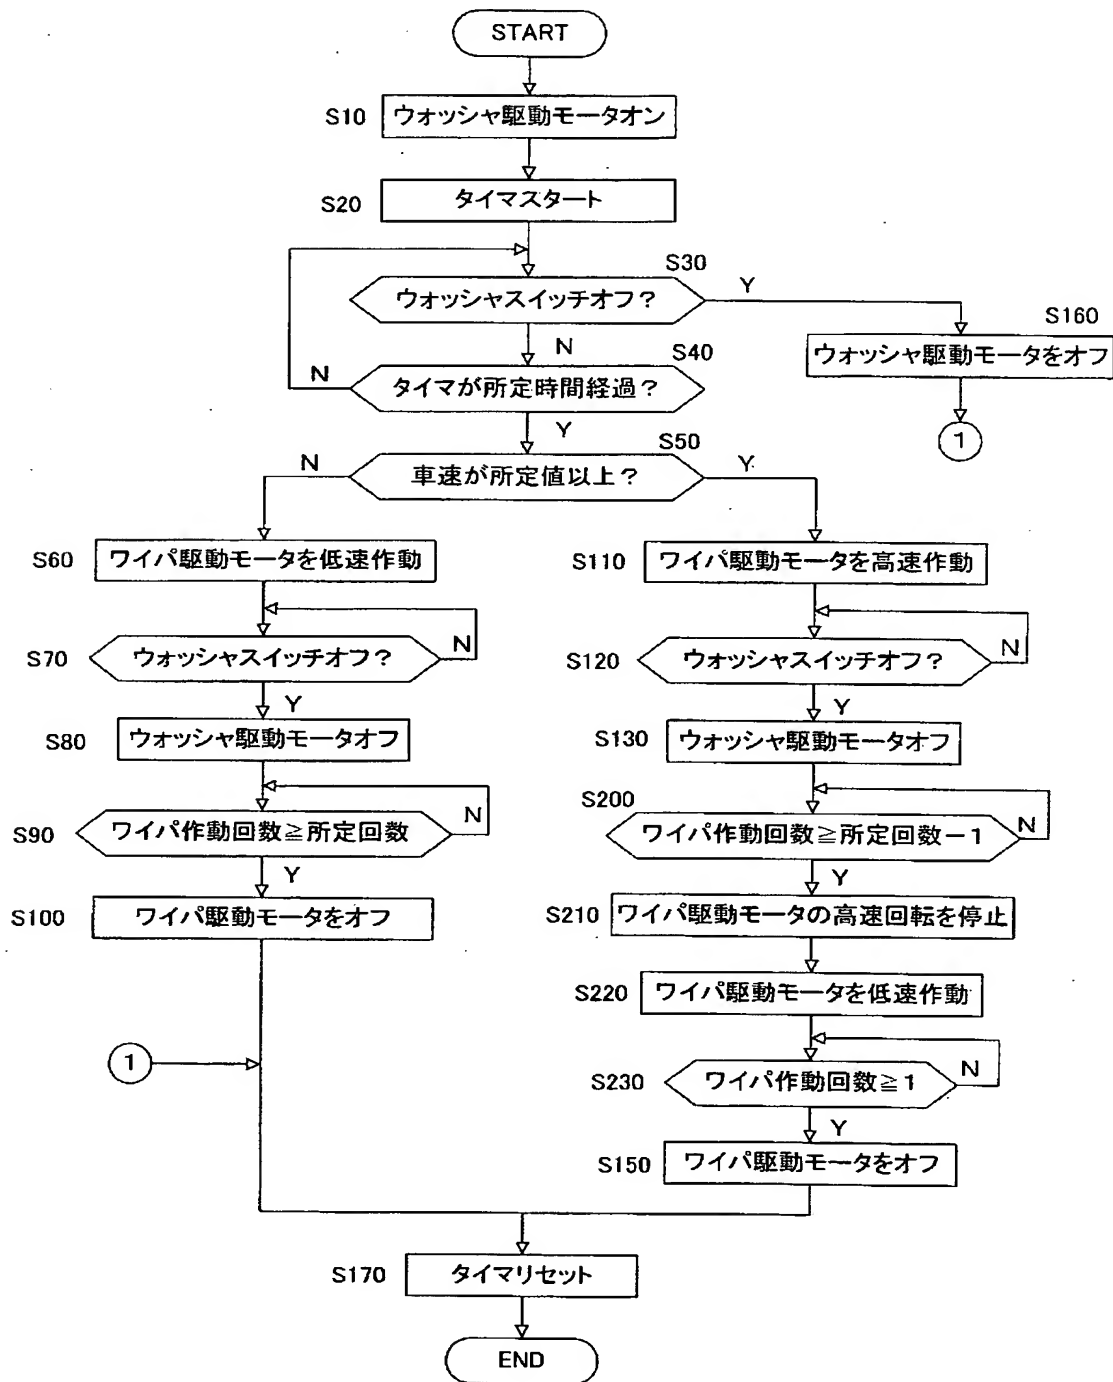 START
S10 ウォッシャ駆動モータオン
S20 タイマスタート
S30
ウォッシャスイッチオフ?
Y
S160
ウォッシャ駆動モータをオフ
1
N
S40
タイマが所定時間経過?
N
Y
S50
車速が所定値以上?
N
Y
S60 ワイパ駆動モータを低速作動
S70 ウォッシャスイッチオフ?
N
Y
S80 ウォッシャ駆動モータオフ
S90 ワイパ作動回数≧所定回数
N
Y
S100 ワイパ駆動モータをオフ
1
S110 ワイパ駆動モータを高速作動
S120 ウォッシャスイッチオフ?
N
Y
S130 ウォッシャ駆動モータオフ
S200
ワイパ作動回数≧所定回数-1
N
Y
S210 ワイパ駆動モータの高速回転を停止
S220 ワイパ駆動モータを低速作動
S230 ワイパ作動回数≧1
N
Y
S150 ワイパ駆動モータをオフ
S170 タイマリセット
END